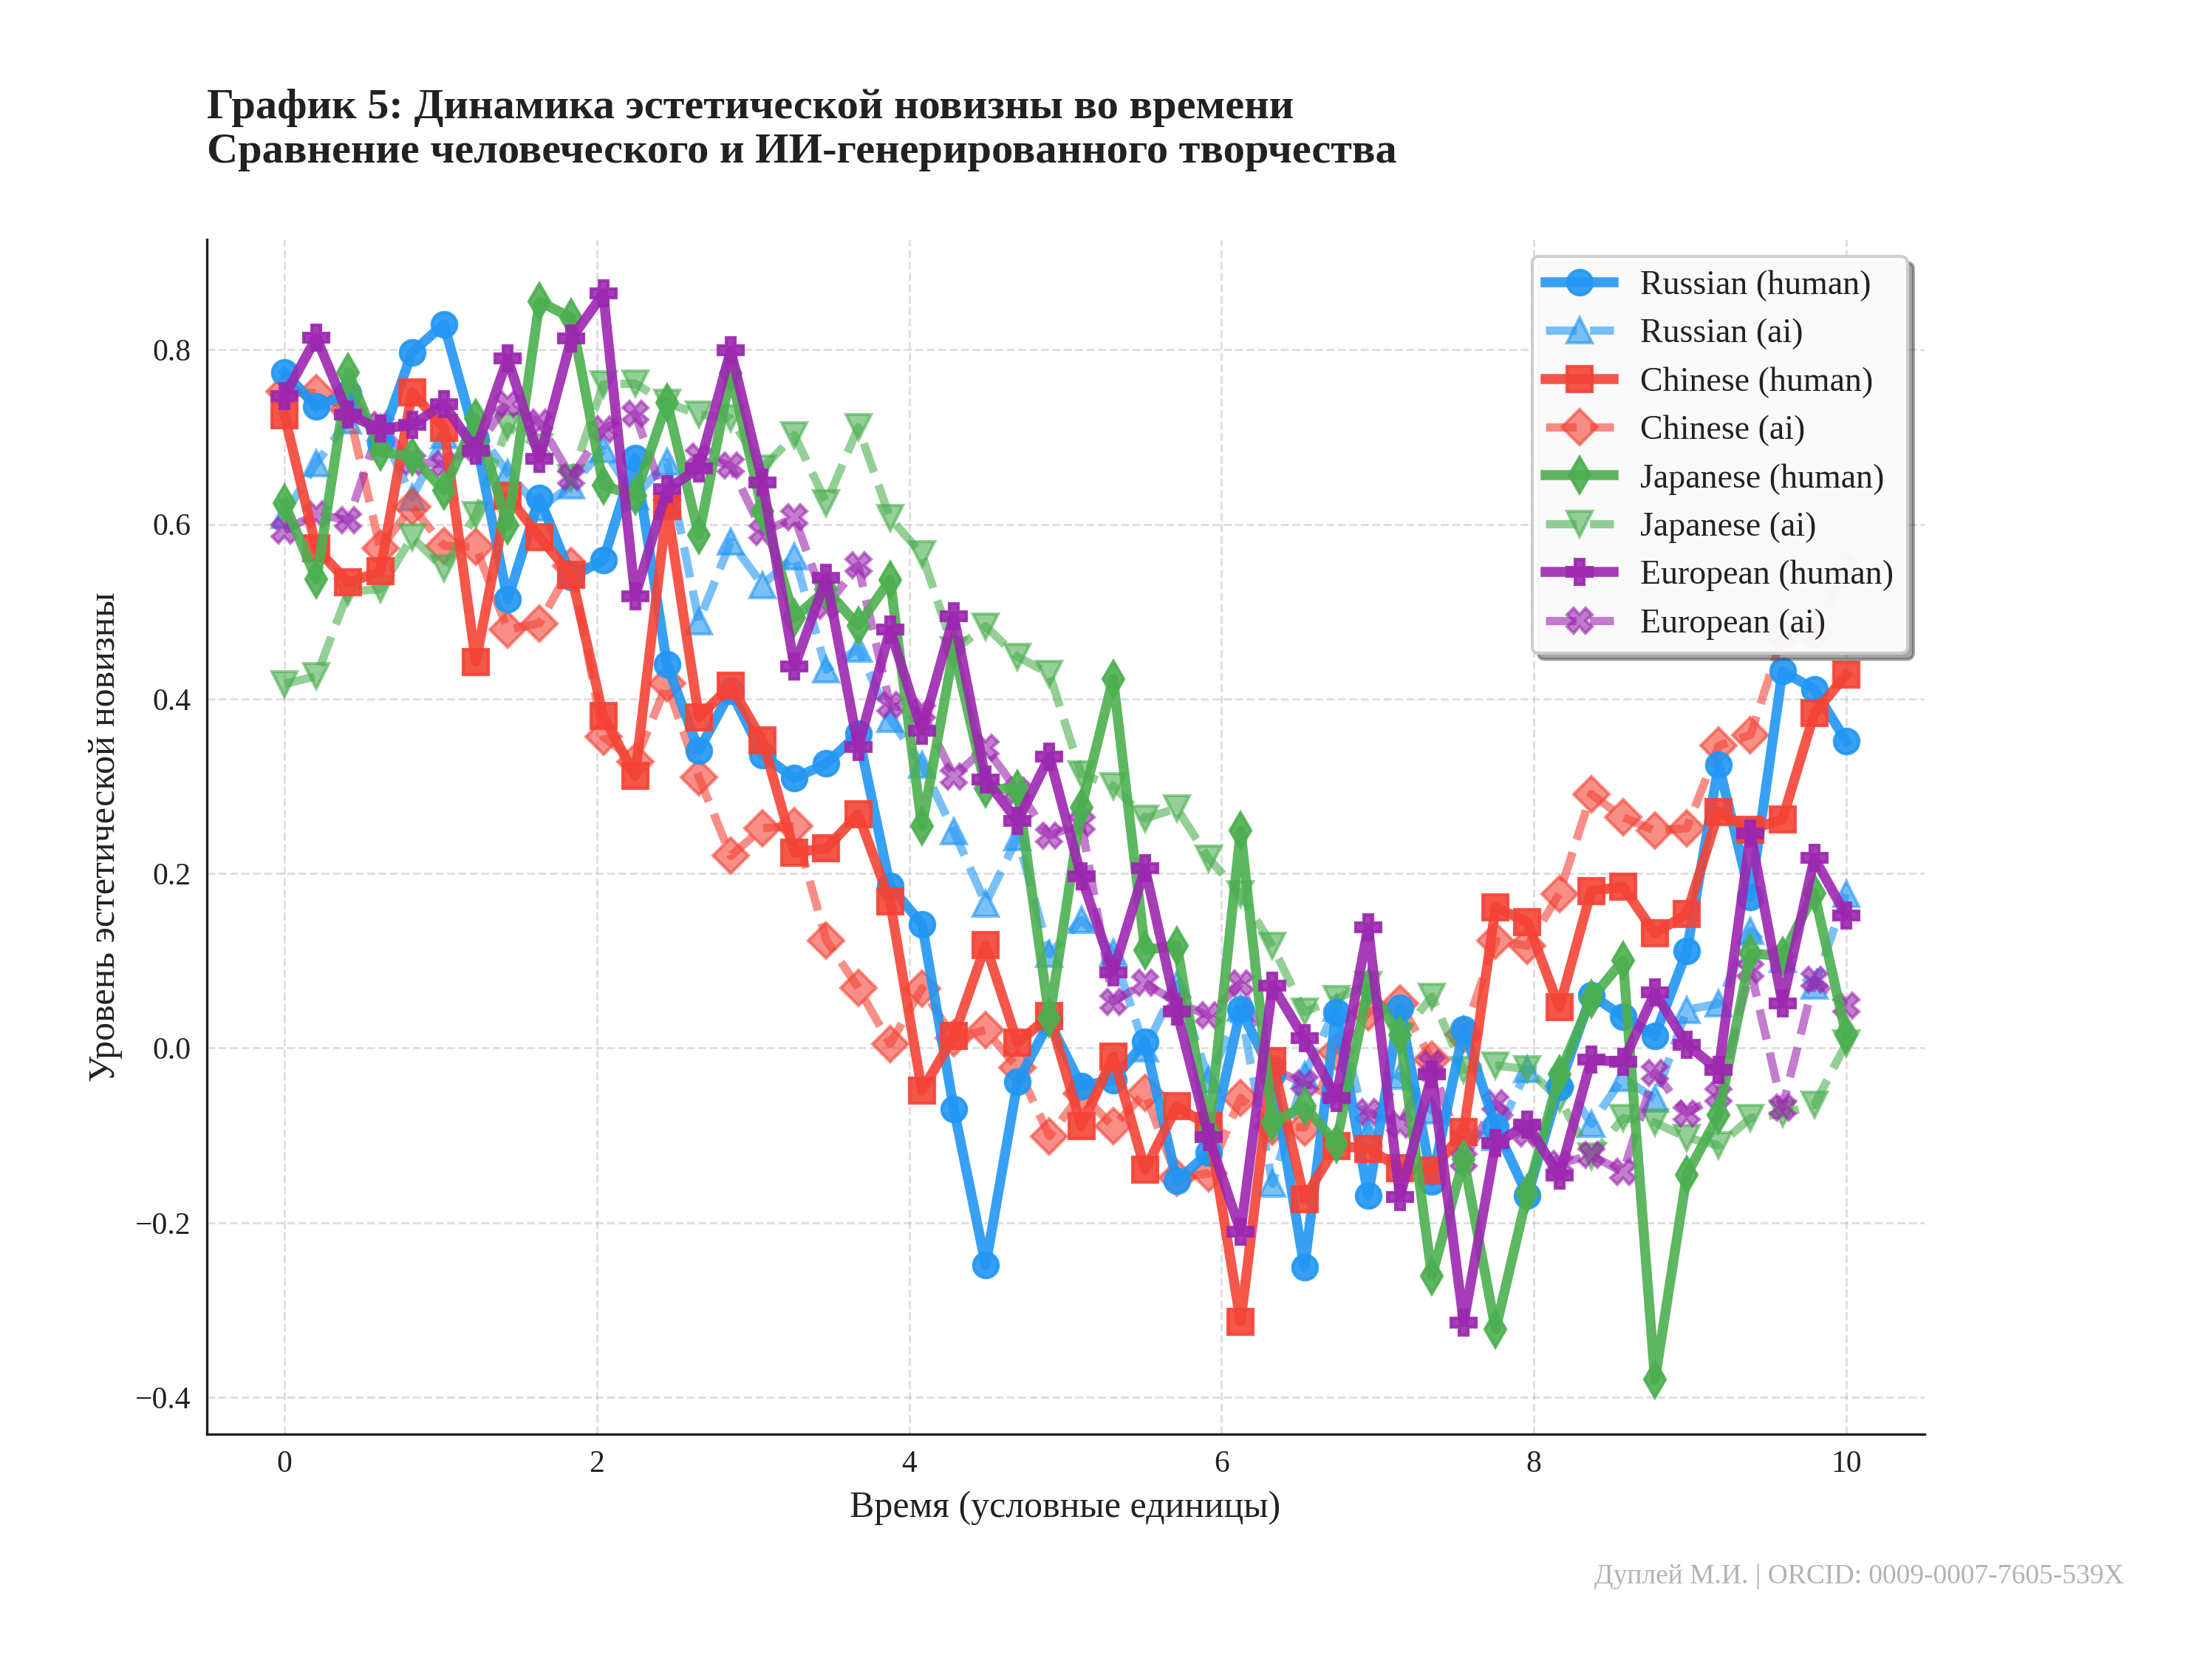 График 5: Динамика эстетической новизны во времени
Сравнение человеческого и ИИ-генерированного творчества
Уровень эстетической новизны
0.8
0.6
0.4
0.2
0.0
−0.2
−0.4
Russian (human)
Russian (ai)
Chinese (human)
Chinese (ai)
Japanese (human)
Japanese (ai)
European (human)
European (ai)
0 2 4 6 8 10
Время (условные единицы)
Дуплей М.И. | ORCID: 0009-0007-7605-539X